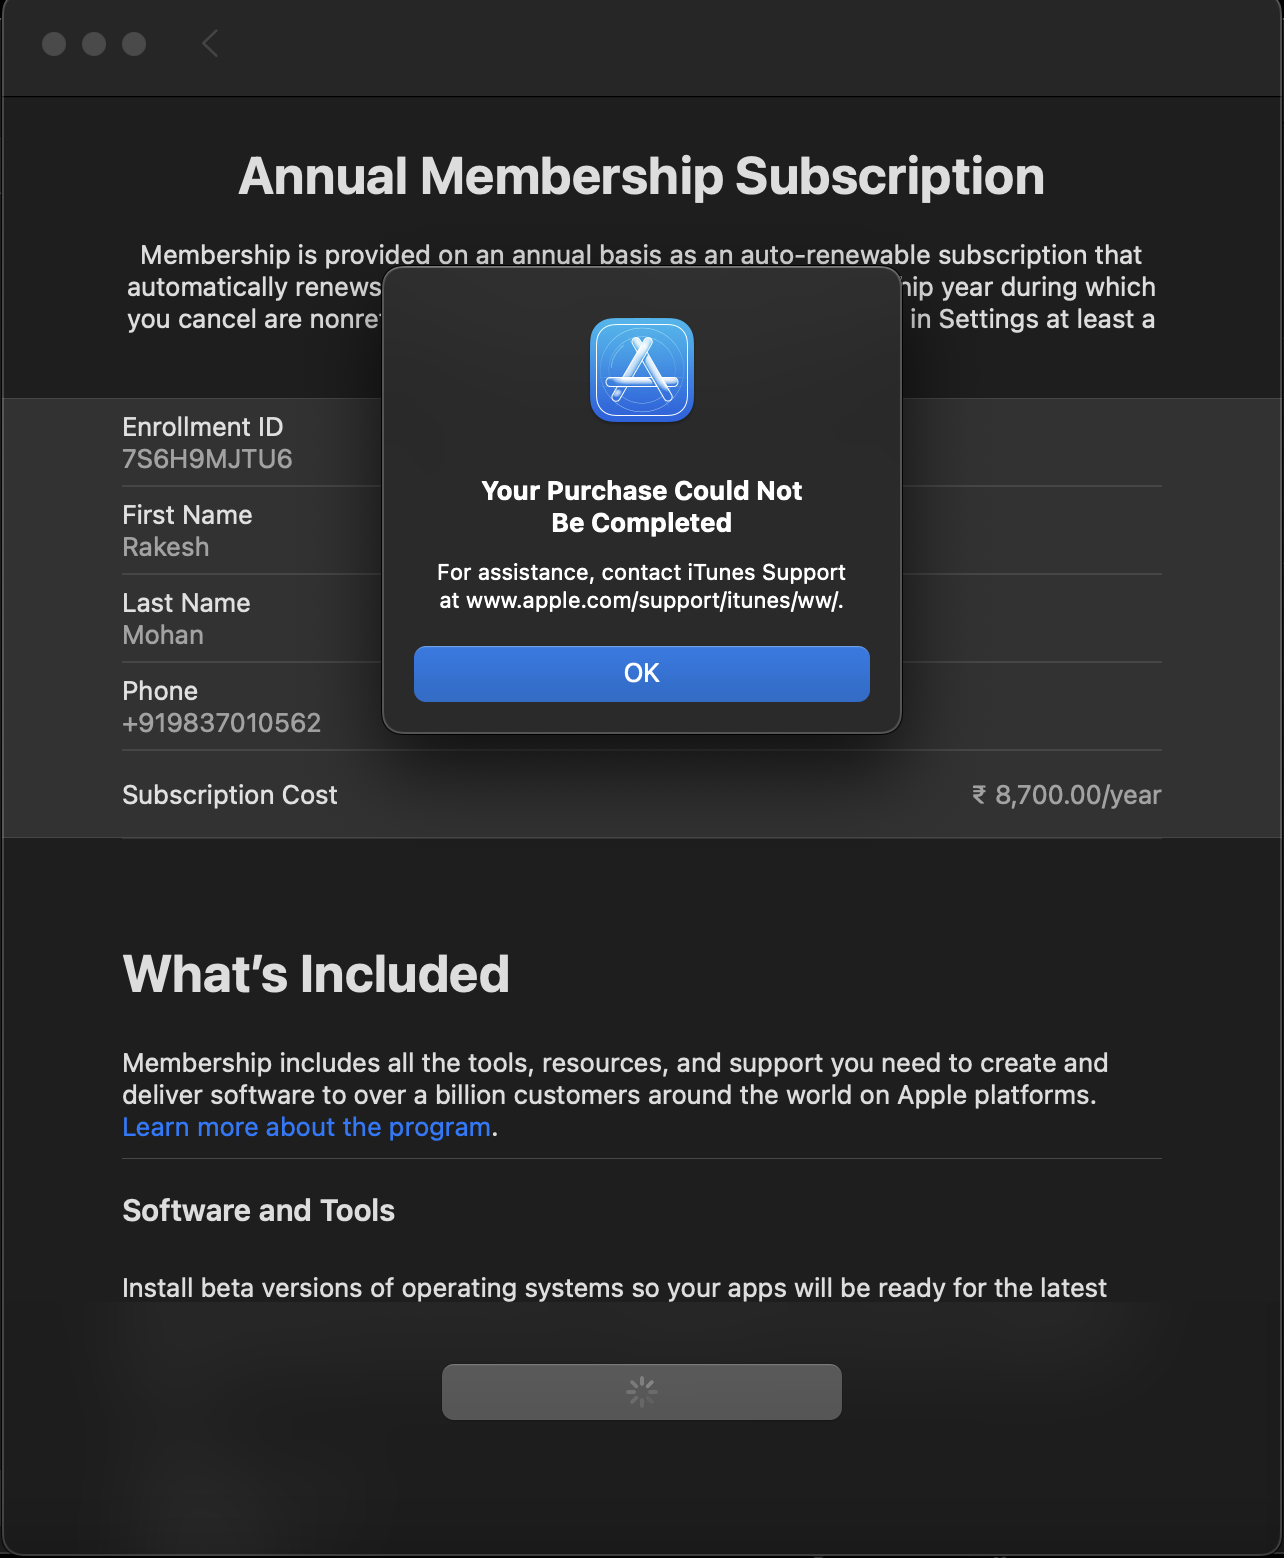 Annual Membership Subscription
Membership is provided on an annual basis as an auto-renewable subscription that
automatically renews hip year during which
you cancel are nonre in Settings at least a
Enrollment ID
7S6H9MJTU6
First Name
Rakesh
Last Name
Mohan
Phone
+919837010562
Subscription Cost
₹ 8,700.00/year
Your Purchase Could Not
Be Completed
For assistance, contact iTunes Support
at www.apple.com/support/itunes/ww/.
OK
What's Included
Membership includes all the tools, resources, and support you need to create and
deliver software to over a billion customers around the world on Apple platforms.
Learn more about the program.
Software and Tools
Install beta versions of operating systems so your apps will be ready for the latest